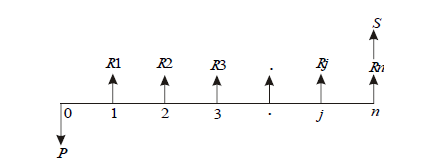 S
R1 R2 R3 . Rj Rn
0 1 2 3 . j n
P